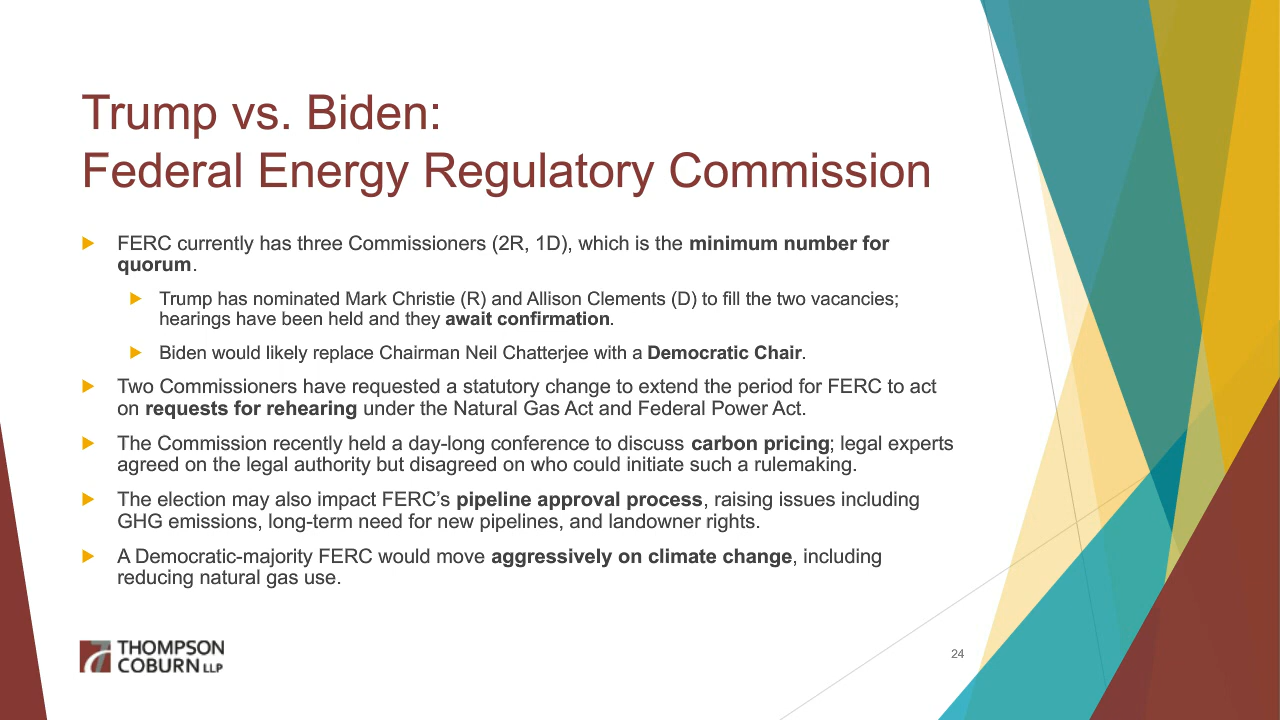 Trump vs. Biden:
Federal Energy Regulatory Commission
FERC currently has three Commissioners (2R, 1D), which is the minimum number for
quorum.
Trump has nominated Mark Christie (R) and Allison Clements (D) to fill the two vacancies;
hearings have been held and they await confirmation.
Biden would likely replace Chairman Neil Chatterjee with a Democratic Chair.
Two Commissioners have requested a statutory change to extend the period for FERC to act
on requests for rehearing under the Natural Gas Act and Federal Power Act.
The Commission recently held a day-long conference to discuss carbon pricing; legal experts
agreed on the legal authority but disagreed on who could initiate such a rulemaking.
The election may also impact FERC’s pipeline approval process, raising issues including
GHG emissions, long-term need for new pipelines, and landowner rights.
A Democratic-majority FERC would move aggressively on climate change, including
reducing natural gas use.
THOMPSON
COBURN LLP
24